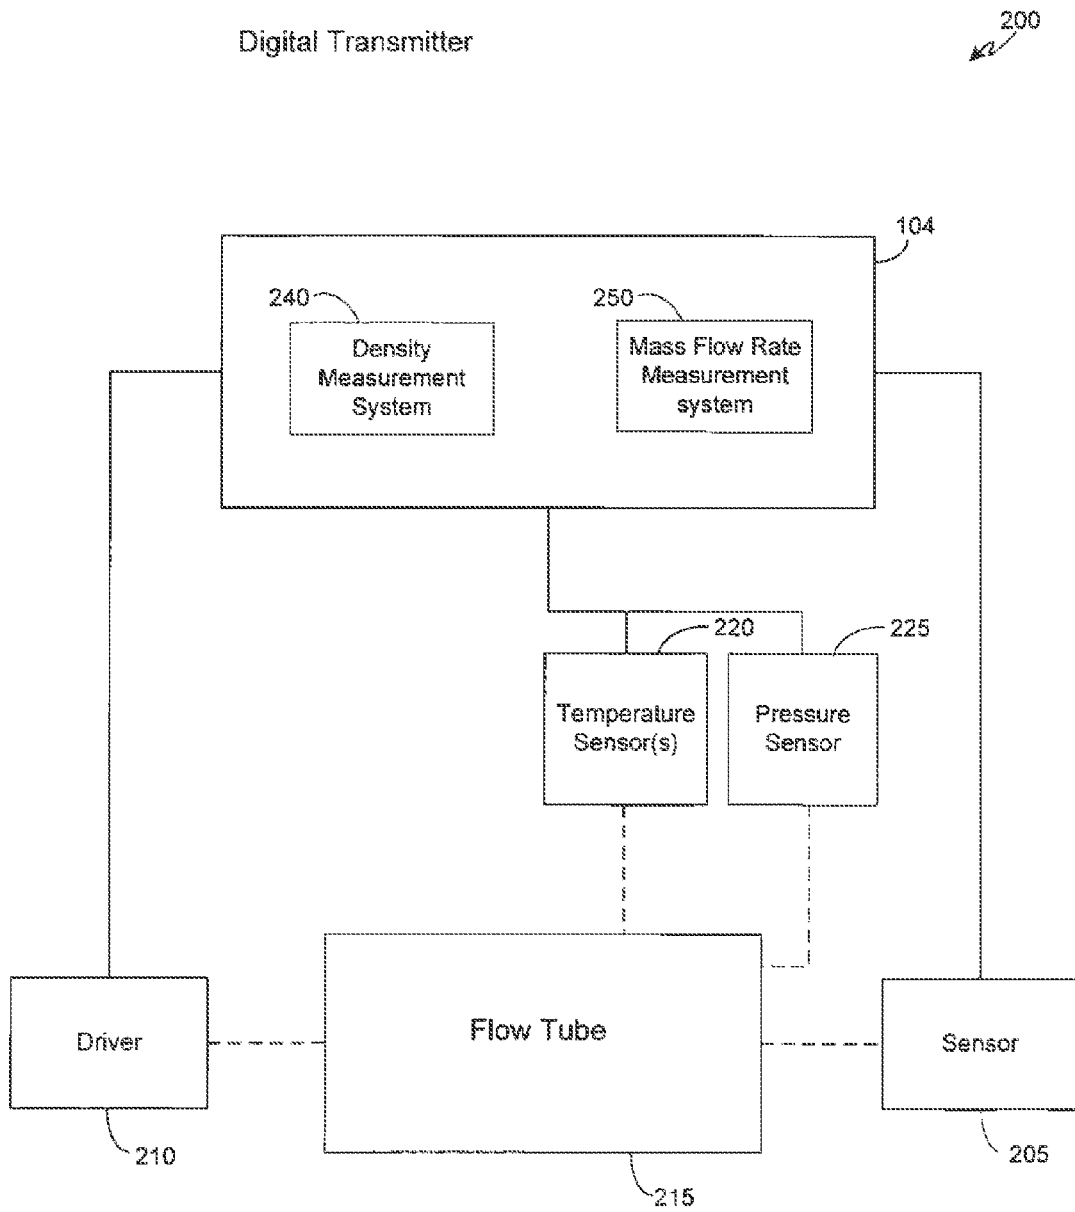 Digital Transmitter
200
104
240
250
Density
Measurement
System
Mass Flow Rate
Measurement
system
220
225
Temperature
Sensor(s)
Pressure
Sensor
Driver
Flow Tube
Sensor
210
215
205